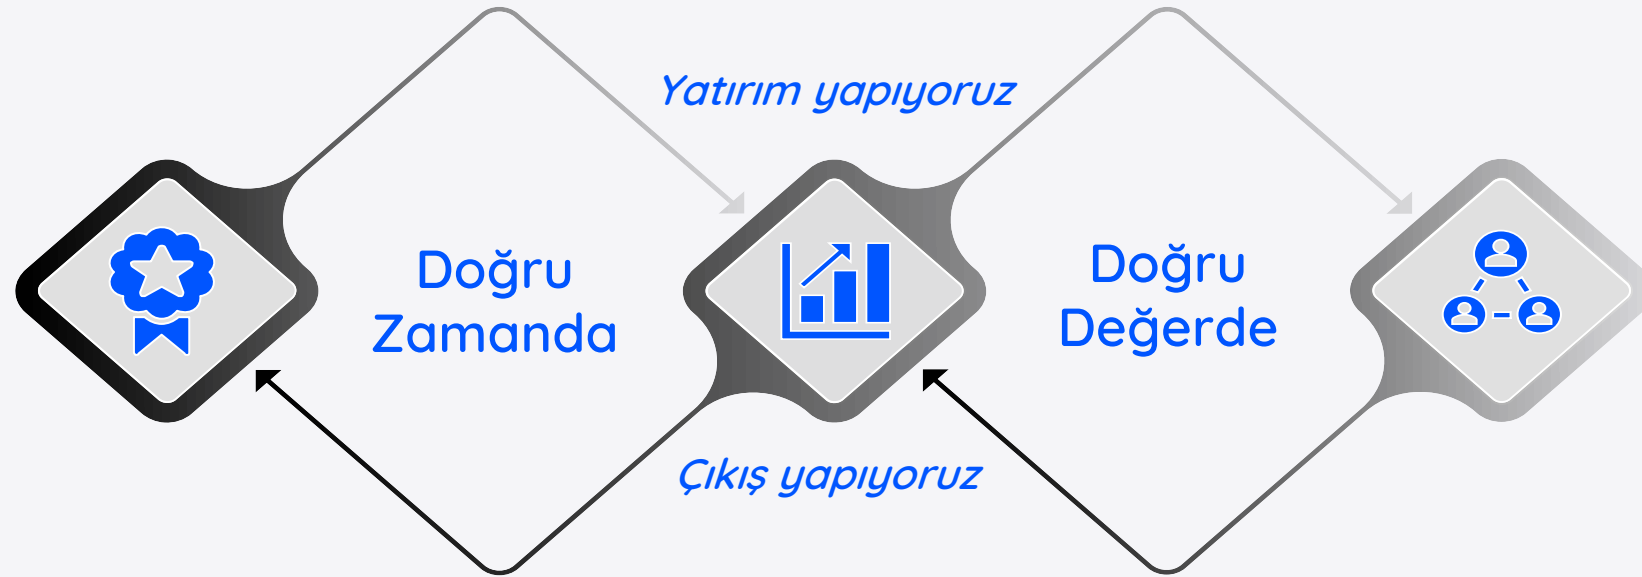 Yatırım yapıyoruz
Doğru
Zamanda
Doğru
Değerde
Çıkış yapıyoruz